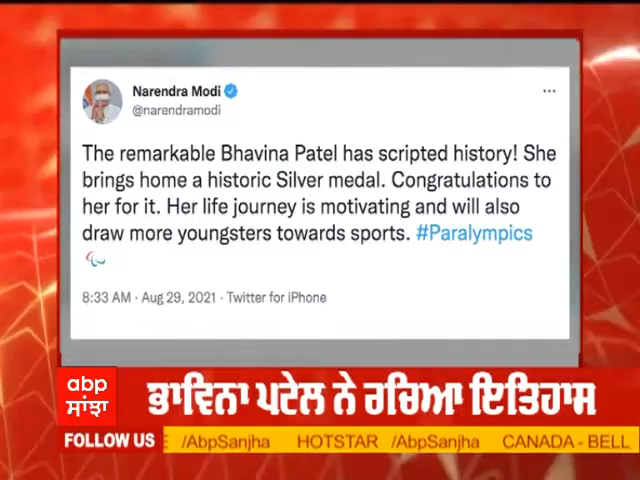 Narendra Modi
@narendramodi
The remarkable Bhavina Patel has scripted history! She
brings home a historic Silver medal. Congratulations to
her for it. Her life journey is motivating and will also
draw more youngsters towards sports. #Paralympics
8:33 AM · Aug 29, 2021 · Twitter for iPhone
abp
ਸਾਂਝਾ
ਭਾਵਿਨਾ ਪਟੇਲ ਨੇ ਰਚਿਆ ਇਤਿਹਾਸ
FOLLOW US E /AbpSanjha HOTSTAR /AbpSanjha CANADA - BELL